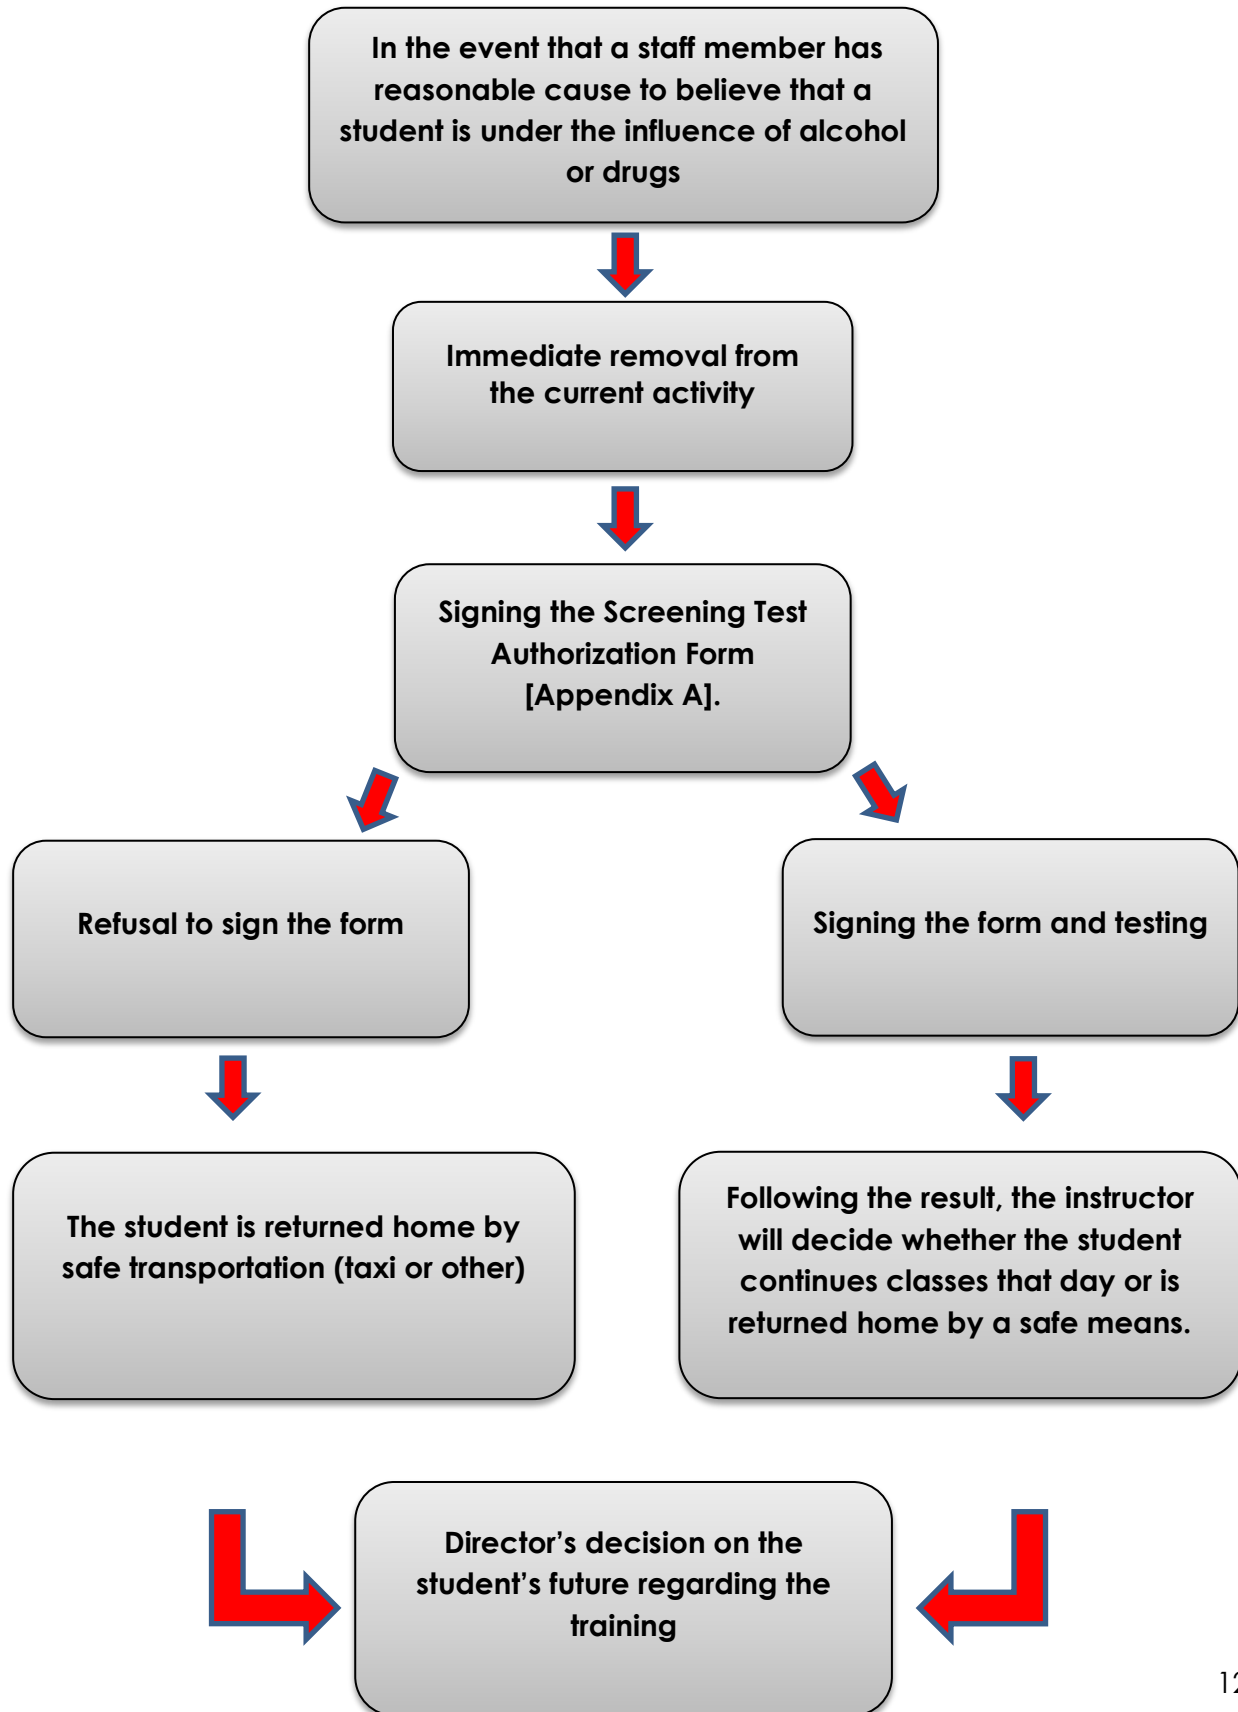 In the event that a staff member has
reasonable cause to believe that a
student is under the influence of alcohol
or drugs
Immediate removal from
the current activity
Signing the Screening Test
Authorization Form
[Appendix A].
Refusal to sign the form
Signing the form and testing
The student is returned home by
safe transportation (taxi or other)
Following the result, the instructor
will decide whether the student
continues classes that day or is
returned home by a safe means.
Director’s decision on the
student’s future regarding the
training
12